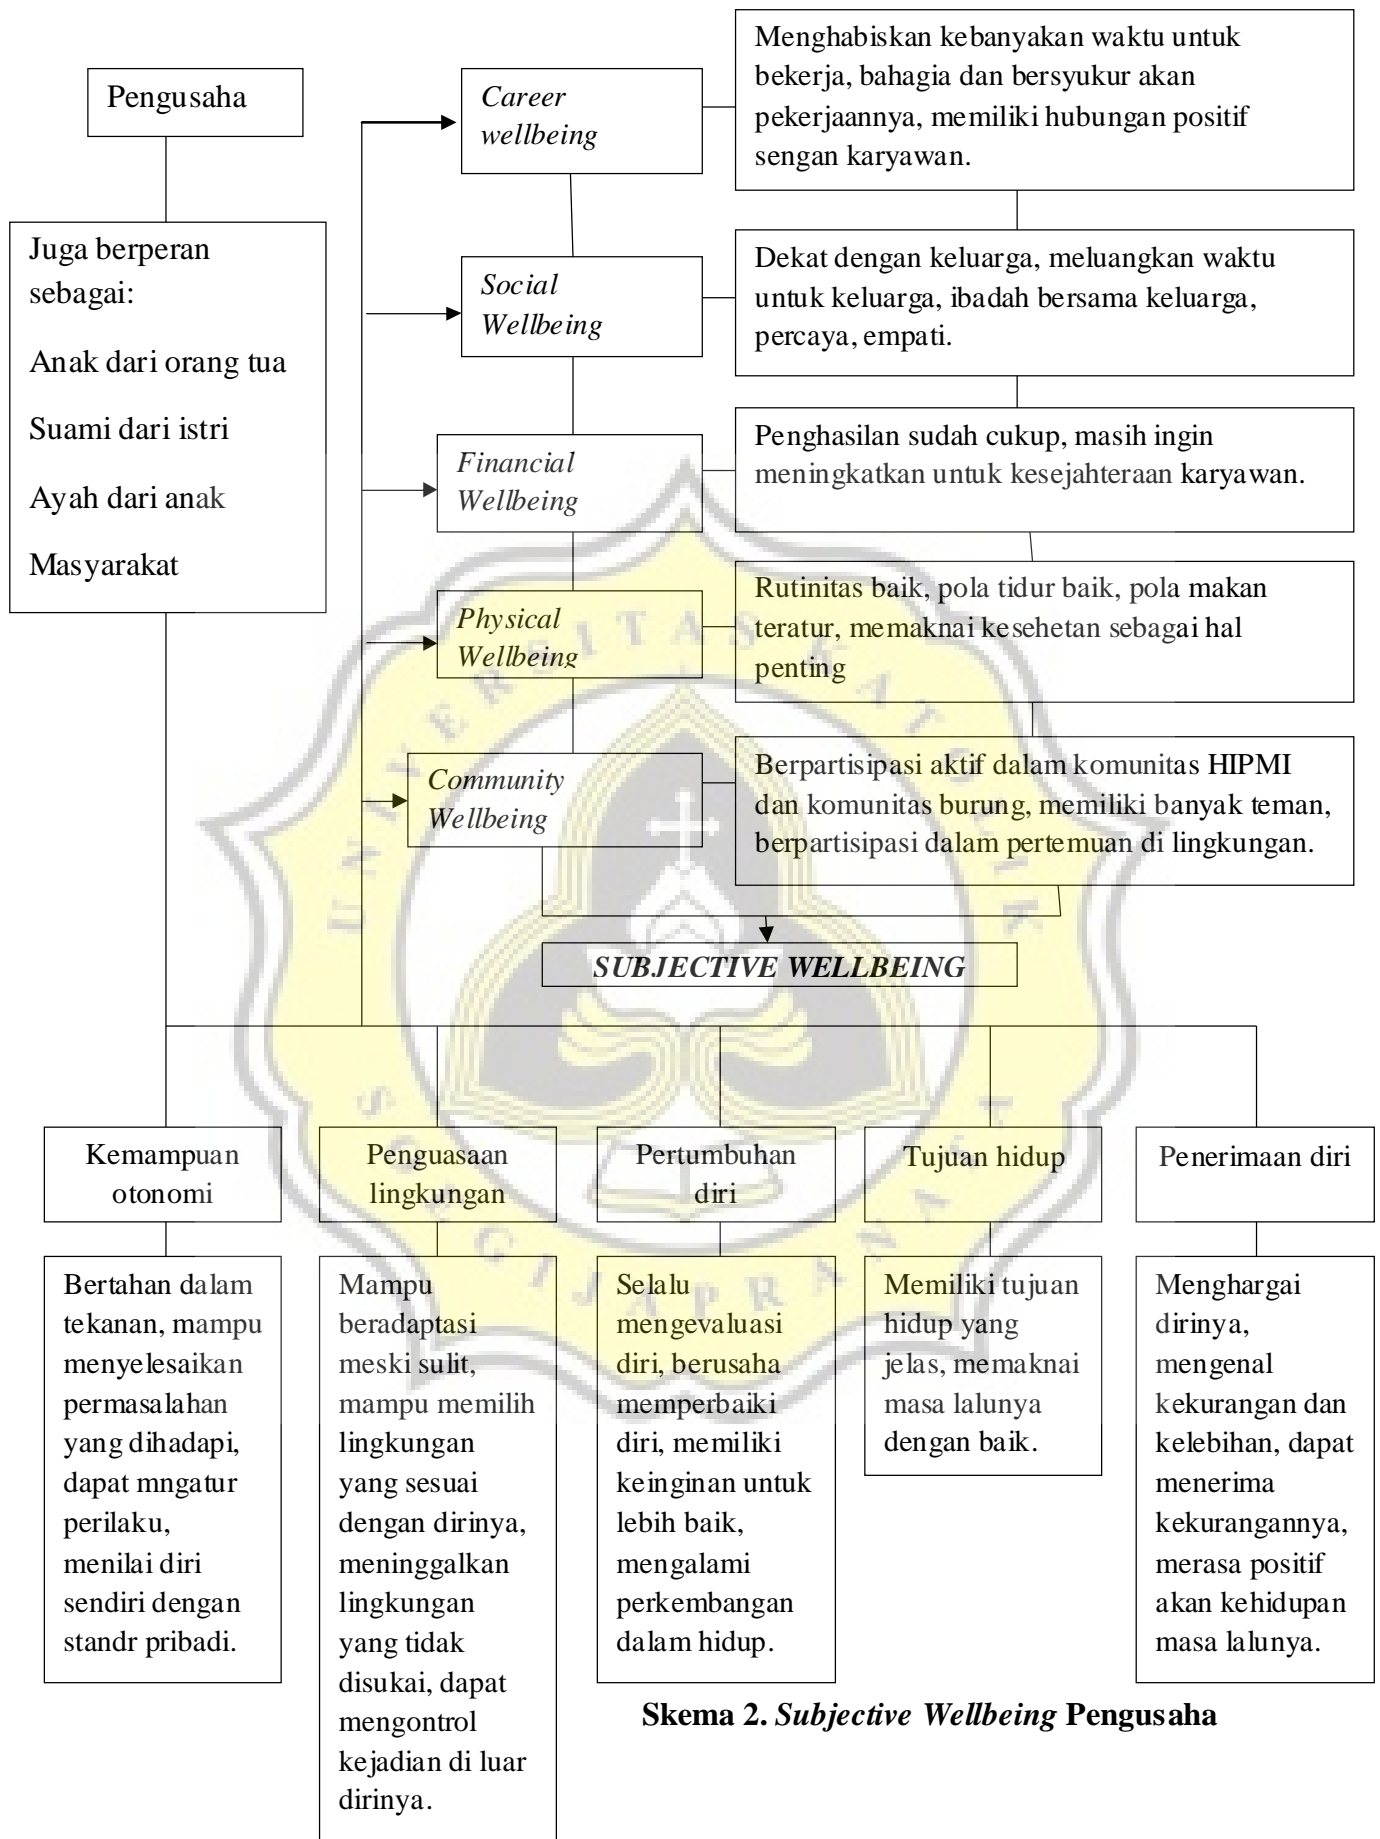 Pengusaha
Juga berperan
sebagai:
Anak dari orang tua
Suami dari istri
Ayah dari anak
Masyarakat
Career
wellbeing
Menghabiskan kebanyakan waktu untuk
bekerja, bahagia dan bersyukur akan
pekerjaannya, memiliki hubungan positif
sengan karyawan.
Social
Wellbeing
Dekat dengan keluarga, meluangkan waktu
untuk keluarga, ibadah bersama keluarga,
percaya, empati.
Financial
Wellbeing
Penghasilan sudah cukup, masih ingin
meningkatkan untuk kesejahteraan karyawan.
Physical
Wellbeing
Rutinitas baik, pola tidur baik, pola makan
teratur, memaknai kesehetan sebagai hal
penting
Community
Wellbeing
Berpartisipasi aktif dalam komunitas HIPMI
dan komunitas burung, memiliki banyak teman,
berpartisipasi dalam pertemuan di lingkungan.
SUBJECTIVE WELLBEING
Kemampuan
otonomi
Bertahan dalam
tekanan, mampu
menyelesaikan
permasalahan
yang dihadapi,
dapat mngatur
perilaku,
menilai diri
sendiri dengan
standr pribadi.
Penguasaan
lingkungan
Mampu
beradaptasi
meski sulit,
mampu memilih
lingkungan
yang sesuai
dengan dirinya,
meninggalkan
lingkungan
yang tidak
disukai, dapat
mengontrol
kejadian di luar
dirinya.
Pertumbuhan
diri
Selalu
mengevaluasi
diri, berusaha
memperbaiki
diri, memiliki
keinginan untuk
lebih baik,
mengalami
perkembangan
dalam hidup.
Tujuan hidup
Memiliki tujuan
hidup yang
jelas, memaknai
masa lalunya
dengan baik.
Penerimaan diri
Menghargai
dirinya,
mengenal
kekurangan dan
kelebihan, dapat
menerima
kekurangannya,
merasa positif
akan kehidupan
masa lalunya.
Skema 2. Subjective Wellbeing Pengusaha
UNIVERSITAS KATOLIK
SOEGIJAPRANATA